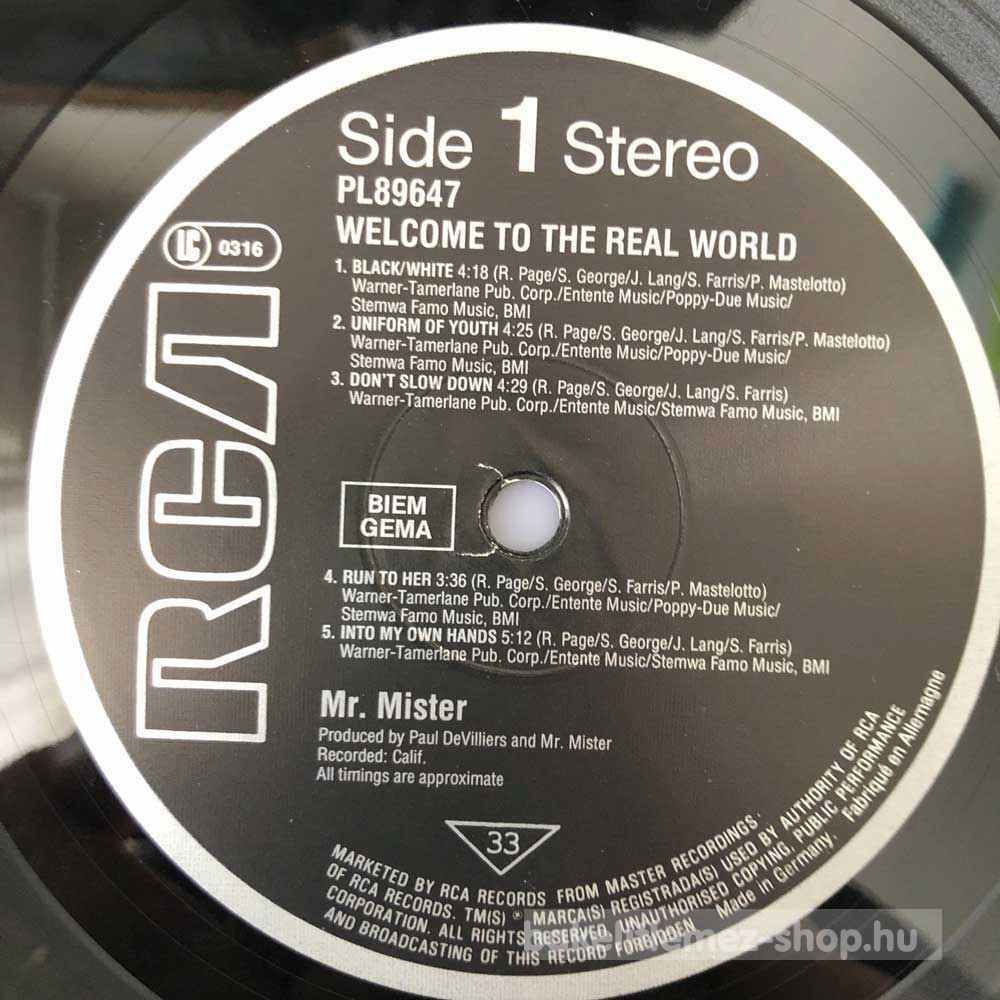 Side 1 Stereo
PL89647
WELCOME TO THE REAL WORLD
LC 0316
RCA
1. BLACK/WHITE 4:18 (R. Page/S. George/J. Lang/S. Farris/P. Mastelotto)
Warner-Tamerlane Pub. Corp./Entente Music/Poppy-Due Music/
Stemwa Famo Music, BMI
2. UNIFORM OF YOUTH 4:25 (R. Page/S. George/J. Lang/S. Farris/P. Mastelotto)
Warner-Tamerlane Pub. Corp./Entente Music/Poppy-Due Music/
Stemwa Famo Music, BMI
3. DON'T SLOW DOWN 4:29 (R. Page/S. George/J. Lang/S. Farris)
Warner-Tamerlane Pub. Corp./Entente Music/Stemwa Famo Music, BMI
BIEM
GEMA
4. RUN TO HER 3:36 (R. Page/S. George/S. Farris/P. Mastelotto)
Warner-Tamerlane Pub. Corp./Entente Music/Poppy-Due Music/
Stemwa Famo Music, BMI
5. INTO MY OWN HANDS 5:12 (R. Page/S. George/J. Lang/S. Farris)
Warner-Tamerlane Pub. Corp./Entente Music/Stemwa Famo Music, BMI
Mr. Mister
Produced by Paul DeVilliers and Mr. Mister
Recorded: Calif.
All timings are approximate
33
MARKETED BY RCA RECORDS FROM MASTER RECORDINGS
OF RCA RECORDS. TM(S) ® MARCA(S) REGISTRADA(S) USED BY AUTHORITY OF RCA
CORPORATION. ALL RIGHTS RESERVED. UNAUTHORISED COPYING, PUBLIC PERFORMANCE
AND BROADCASTING OF THIS RECORD FORBIDDEN Made in Germany. Fabriqué en Allemagne
bakelitlemez-shop.hu